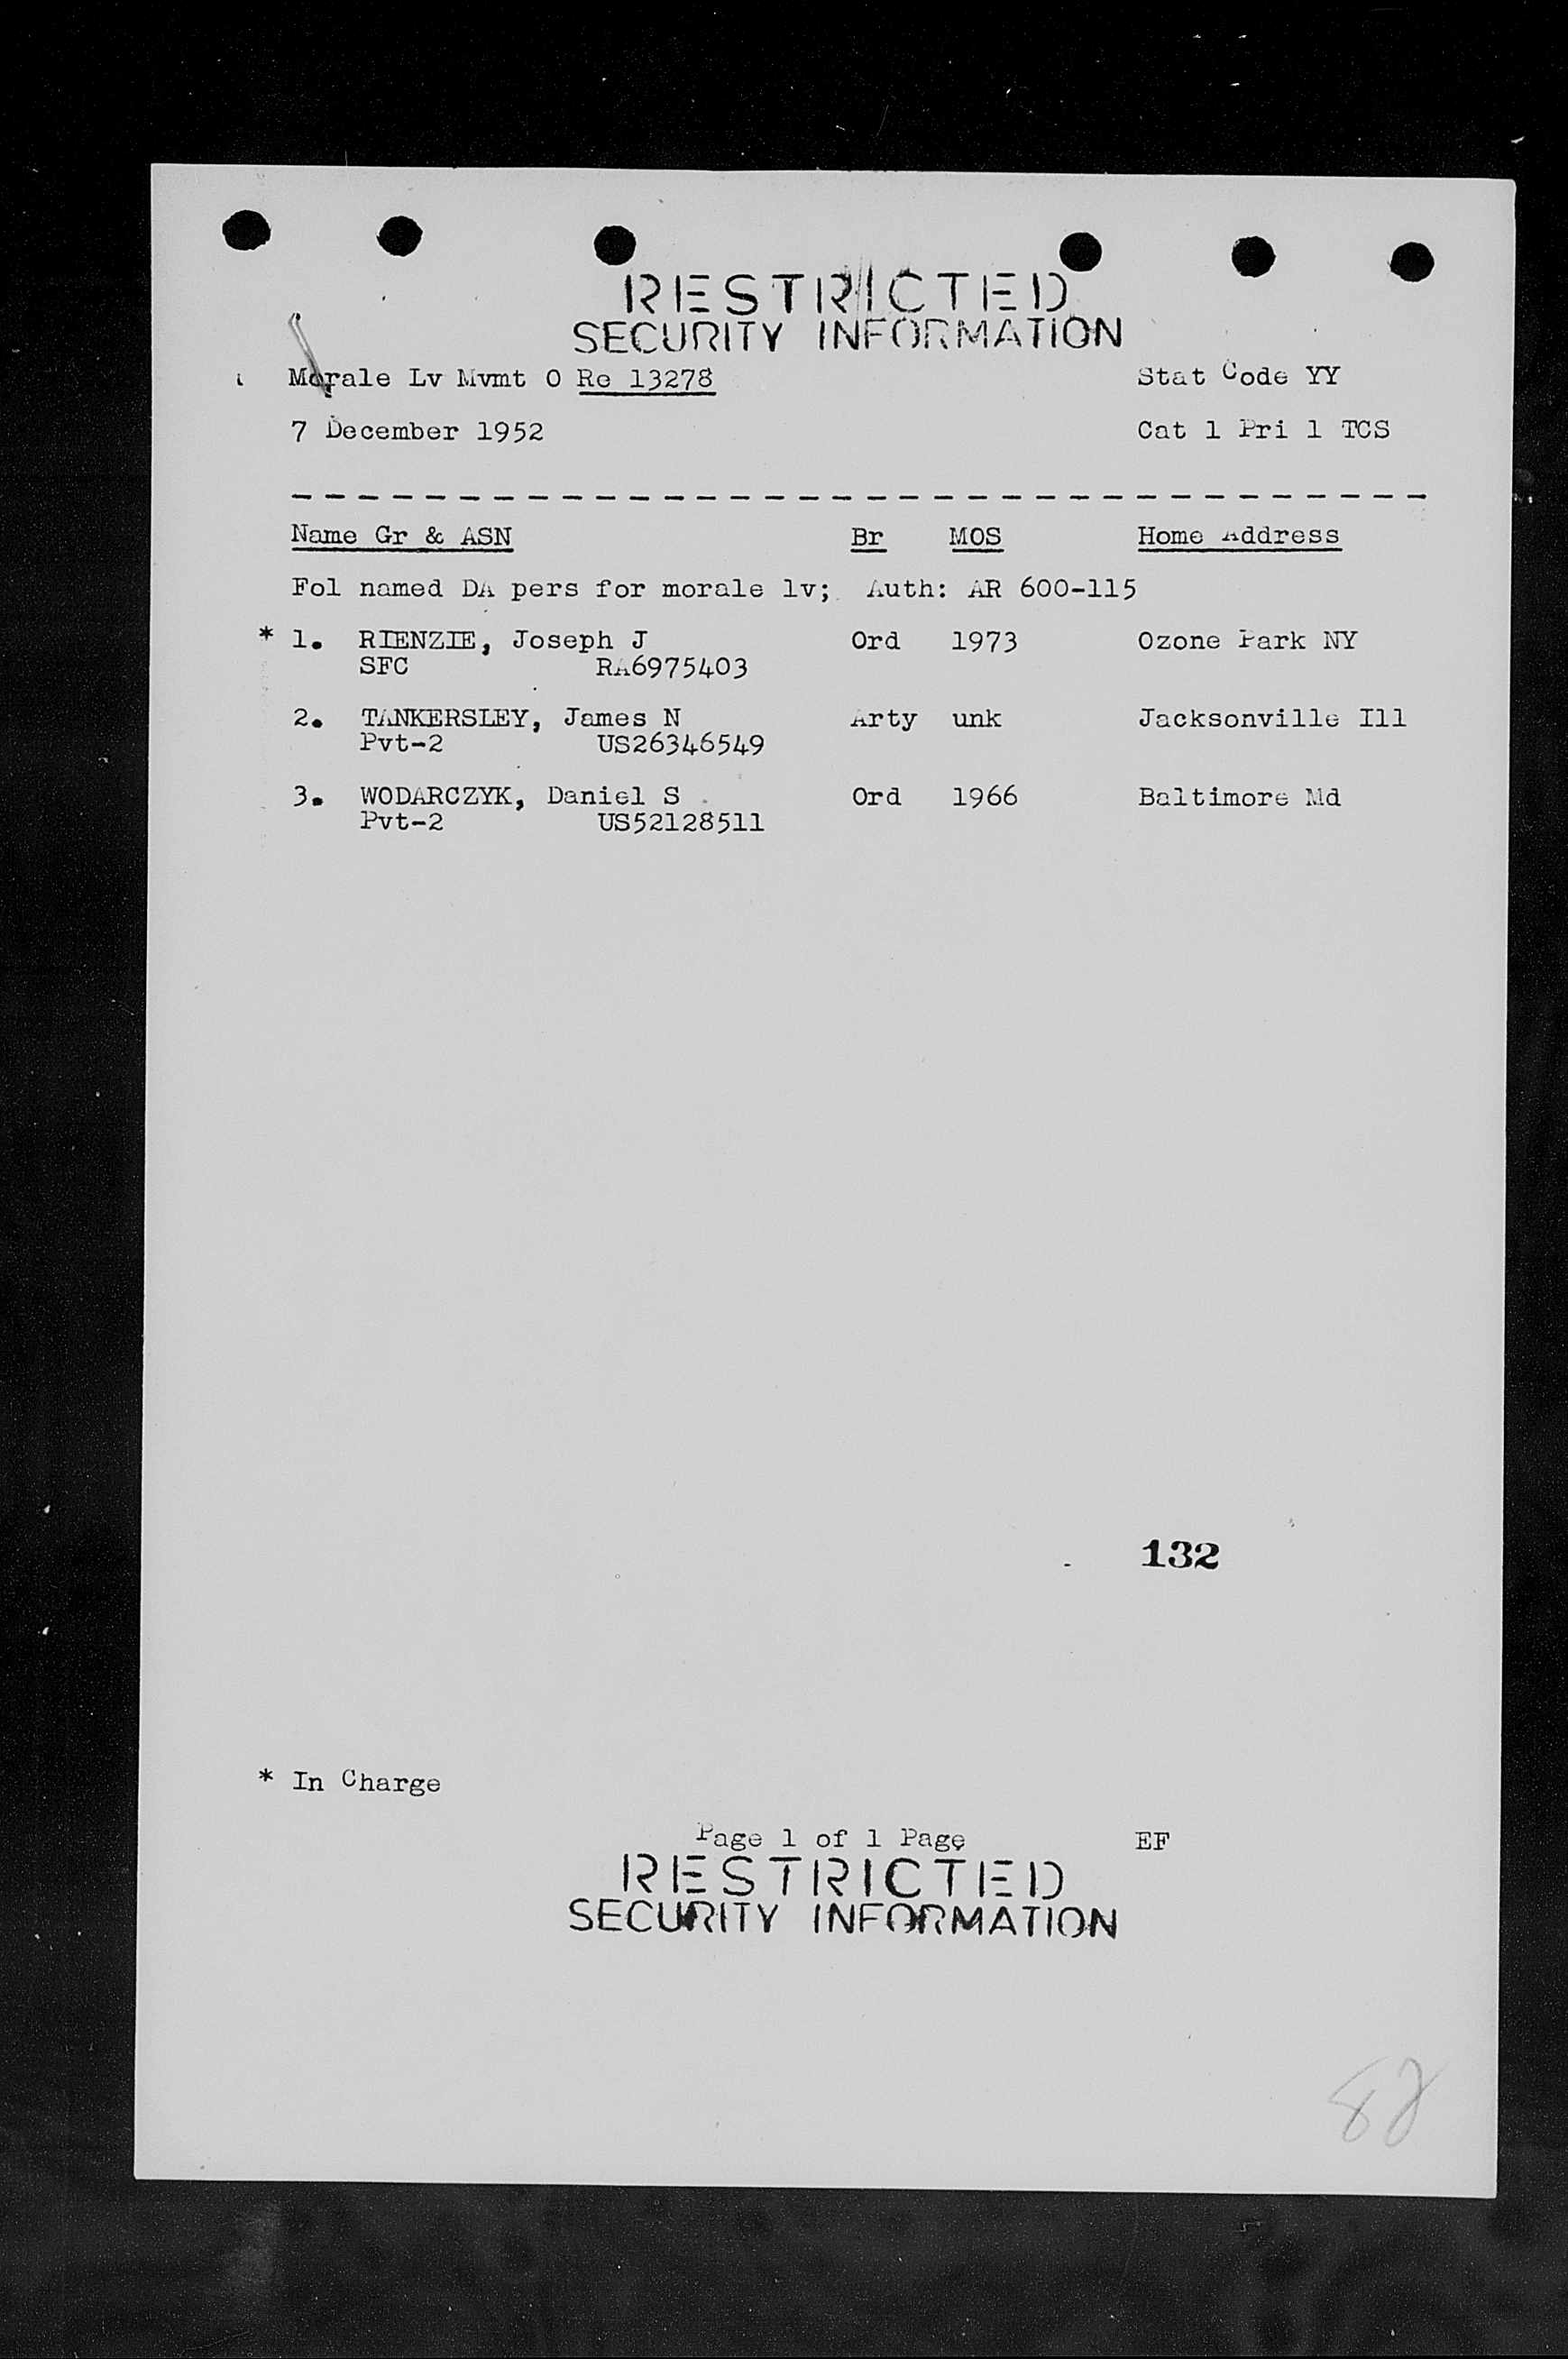 RESTRICTED
SECURITY INFORMATION
Morale Lv Mvmt O Re 13278 Stat Code YY
7 December 1952 Cat 1 Pri 1 TCS
Name Gr & ASN Br MOS Home Address
Fol named DA pers for morale lv; Auth: AR 600-115
* 1. RIENZIE, Joseph J Ord 1973 Ozone Park NY
SFC RA6975403
2. TANKERSLEY, James N Arty unk Jacksonville Ill
Pvt-2 US26346549
3. WODARCZYK, Daniel S Ord 1966 Baltimore Md
Pvt-2 US52128511
132
* In Charge
Page 1 of 1 Page EF
RESTRICTED
SECURITY INFORMATION
82